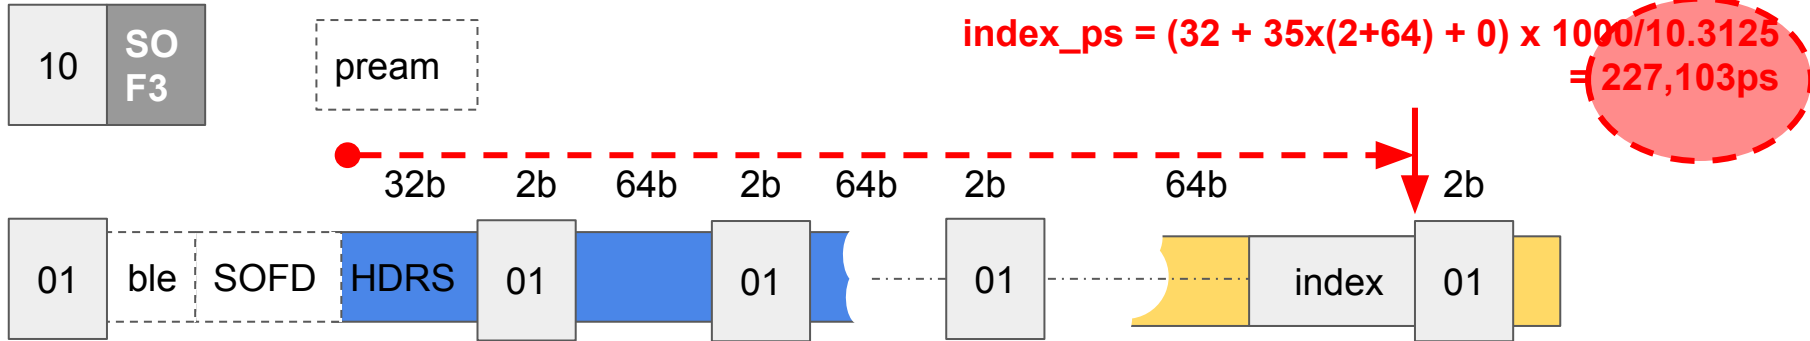 10
SO
F3
pream
index_ps = (32 + 35x(2+64) + 0) x 1000/10.3125
= 227,103ps
32b 2b 64b 2b 64b 2b 64b 2b
01 ble SOFD HDRS 01 01 01 index 01